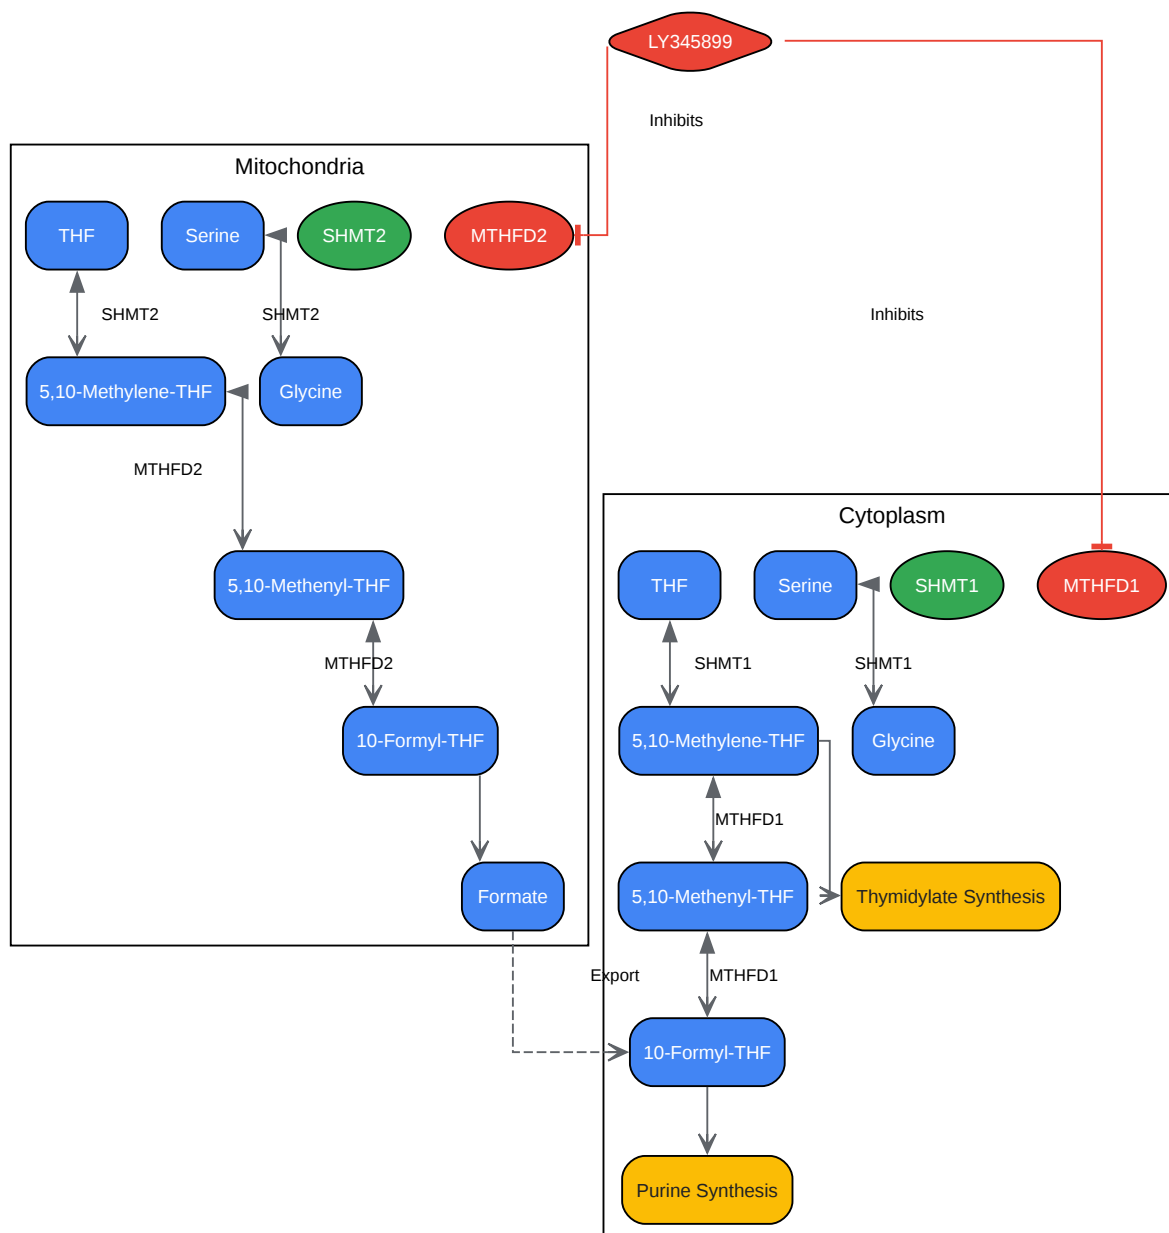 LY345899
Inhibits
Mitochondria
THF
Serine
SHMT2
MTHFD2
SHMT2
SHMT2
Inhibits
5,10-Methylene-THF
Glycine
MTHFD2
Cytoplasm
5,10-Methenyl-THF
THF
Serine
SHMT1
MTHFD1
MTHFD2
SHMT1
SHMT1
10-Formyl-THF
5,10-Methylene-THF
Glycine
MTHFD1
Formate
5,10-Methenyl-THF
Thymidylate Synthesis
Export
MTHFD1
10-Formyl-THF
Purine Synthesis